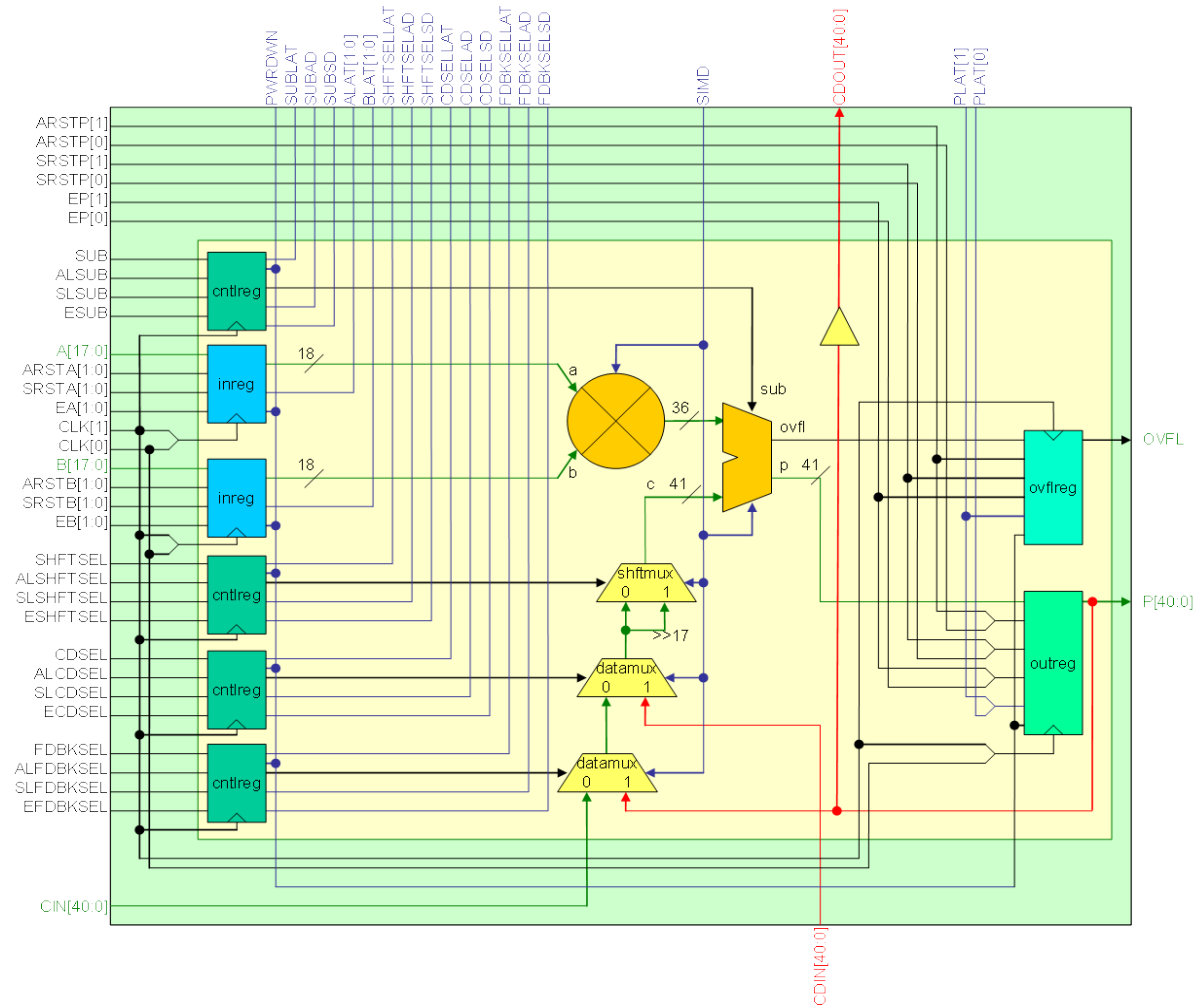 PWRDWN
SUBLAT
SUBAD
SUBSD
ALAT[1:0]
BLAT[1:0]
SHFTSELLAT
SHFTSELAD
SHFTSELSD
CDSELLAT
CDSELAD
CDSELSD
FDBKSELLAT
FDBKSELAD
FDBKSELSD
SIMD
CDOUT[40:0]
PLAT[1]
PLAT[0]
ARSTP[1]
ARSTP[0]
SRSTP[1]
SRSTP[0]
EP[1]
EP[0]
SUB
ALSUB
SLSUB
ESUB
cntlreg
A[17:0]
ARSTA[1:0]
SRSTA[1:0]
EA[1:0]
inreg
18
a
CLK[1]
CLK[0]
B[17:0]
ARSTB[1:0]
SRSTB[1:0]
EB[1:0]
inreg
18
b
36
sub
ovfl
p
41
c
41
OVFL
ovflreg
SHFTSEL
ALSHFTSEL
SLSHFTSEL
ESHFTSEL
cntlreg
shftmux
0 1
>>17
P[40:0]
outreg
CDSEL
ALCDSEL
SLCDSEL
ECDSEL
cntlreg
datamux
0 1
FDBKSEL
ALFDBKSEL
SLFDBKSEL
EFDBKSEL
cntlreg
datamux
0 1
CIN[40:0]
CDIN[40:0]